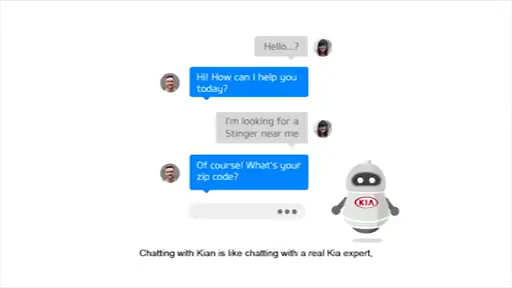 Hello...?
Hi! How can I help you
today?
I'm looking for a
Stinger near me
Of course! What's your
zip code?
KIA
Chatting with Kian is like chatting with a real Kia expert,